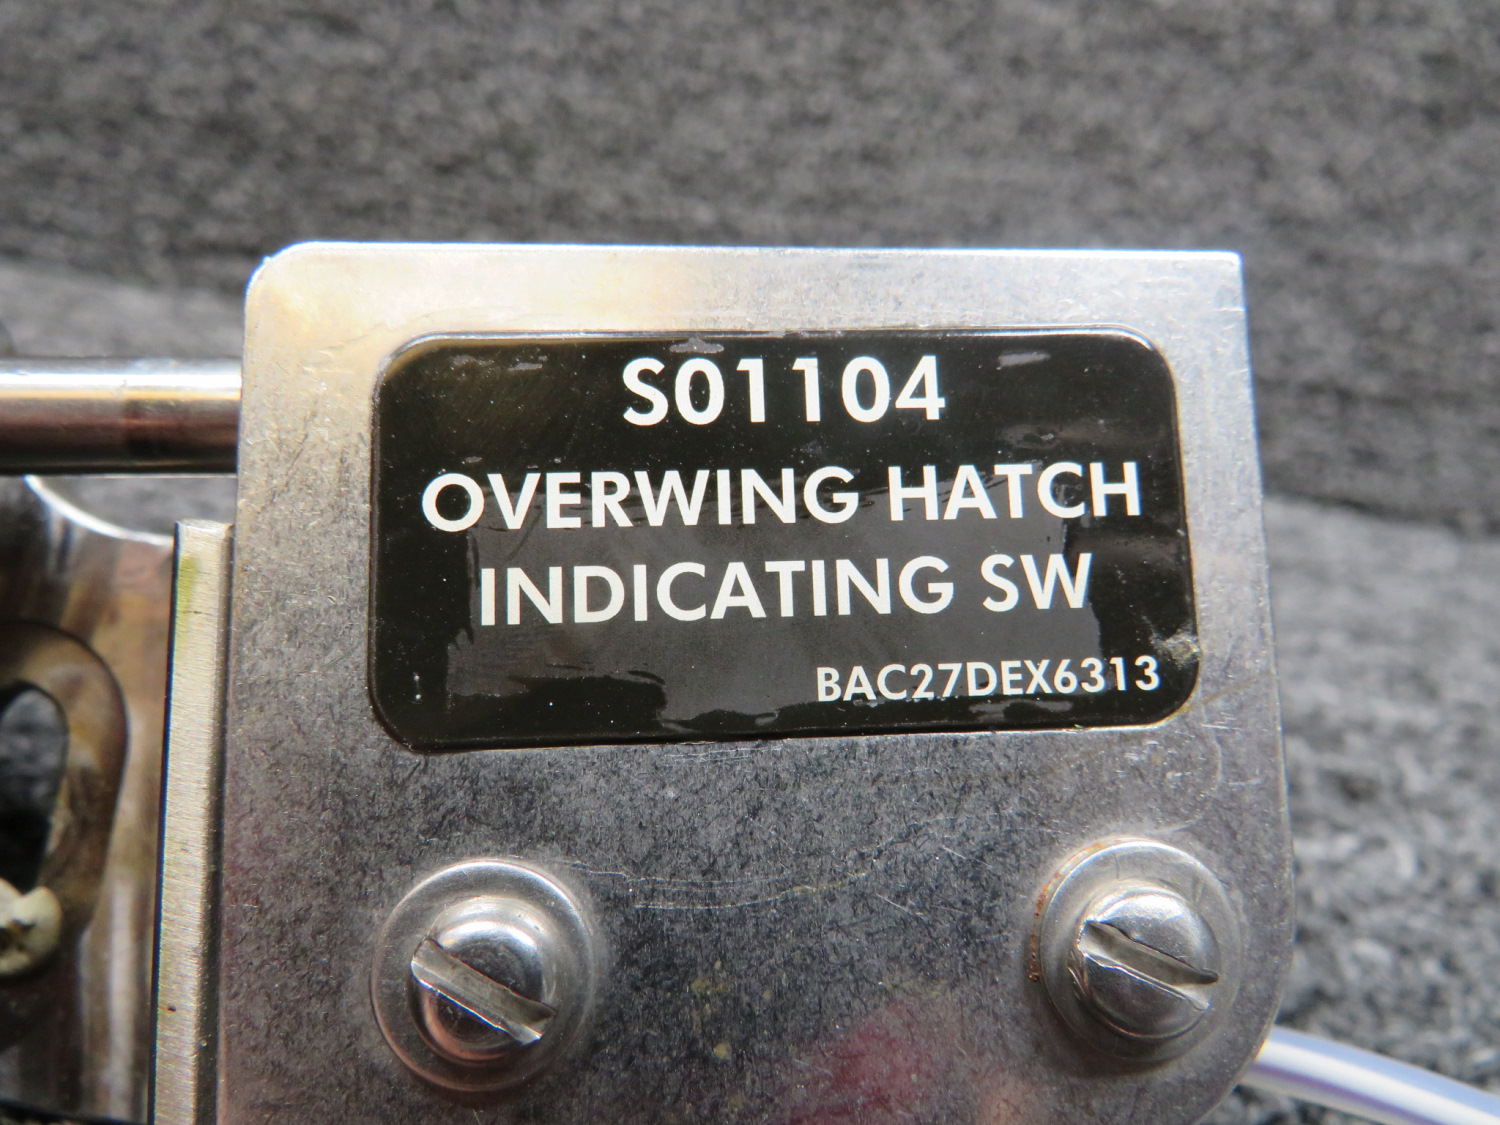 S01104
OVERWING HATCH
INDICATING SW
BAC27DEX6313